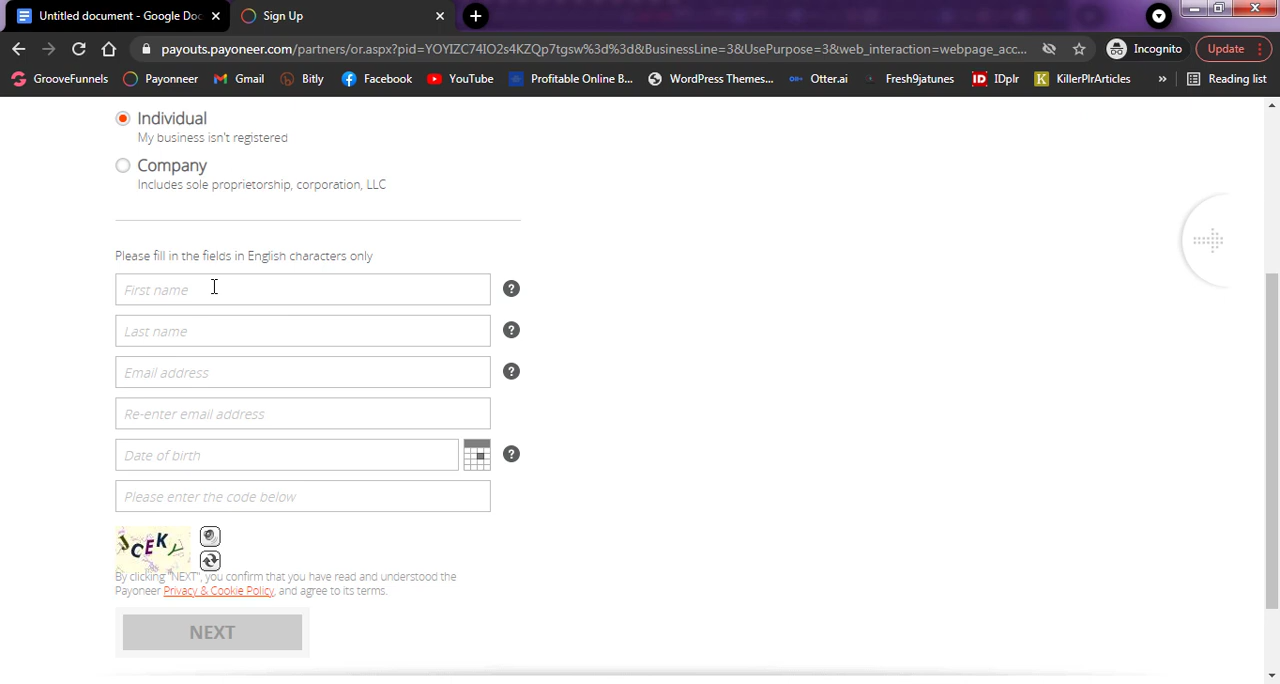 Untitled document - Google Doc
Sign Up
payouts.payoneer.com/partners/or.aspx?pid=YOYIZC74IO2s4KZQp7tgsw%3d%3d&BusinessLine=3&UsePurpose=3&web_interaction=webpage_acc...
Incognito
Update
GrooveFunnels
Payoneer
Gmail
Bitly
Facebook
YouTube
Profitable Online B...
WordPress Themes...
Otter.ai
Fresh9jatunes
IDplr
KillerPlrArticles
»
Reading list
Individual
My business isn't registered
Company
Includes sole proprietorship, corporation, LLC
Please fill in the fields in English characters only
First name
Last name
Email address
Re-enter email address
Date of birth
Please enter the code below
JCEKY
By clicking "NEXT", you confirm that you have read and understood the
Payoneer Privacy & Cookie Policy, and agree to its terms.
NEXT